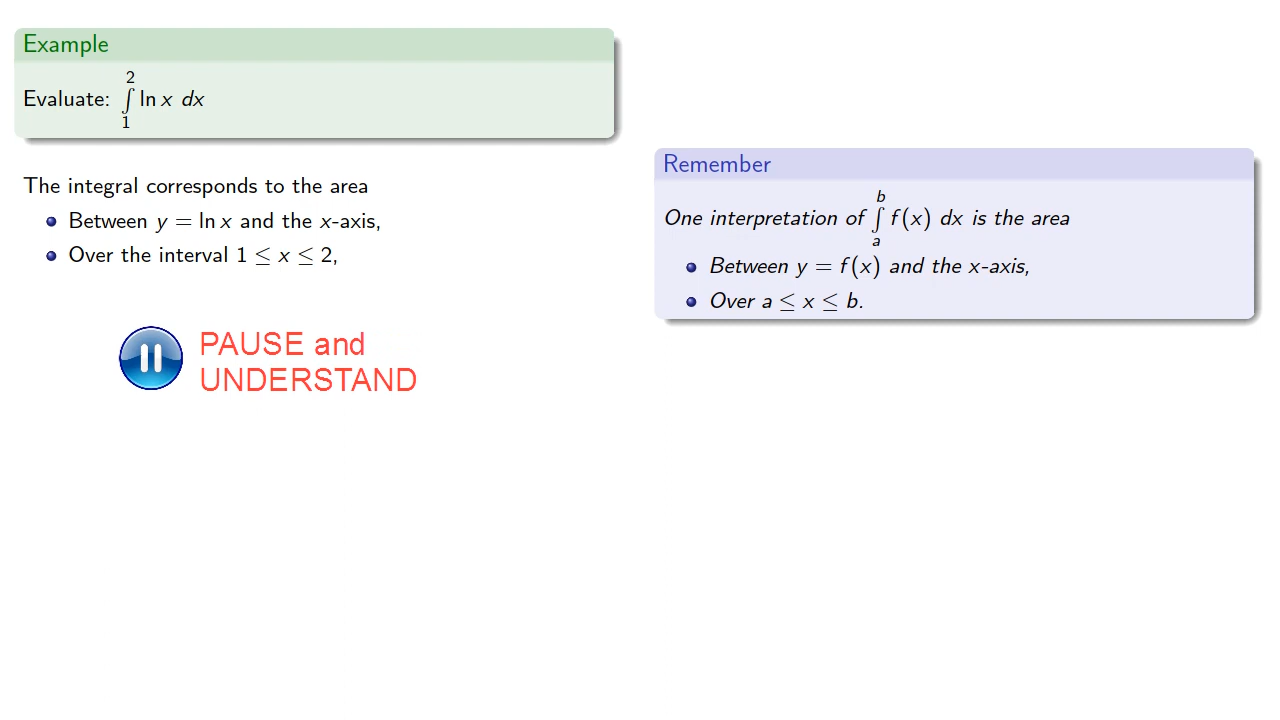 Example
Evaluate: ∫₁² ln x dx
The integral corresponds to the area
• Between y = ln x and the x-axis,
• Over the interval 1 ≤ x ≤ 2,
PAUSE and
UNDERSTAND
Remember
One interpretation of ∫ₐᵇ f(x) dx is the area
• Between y = f(x) and the x-axis,
• Over a ≤ x ≤ b.